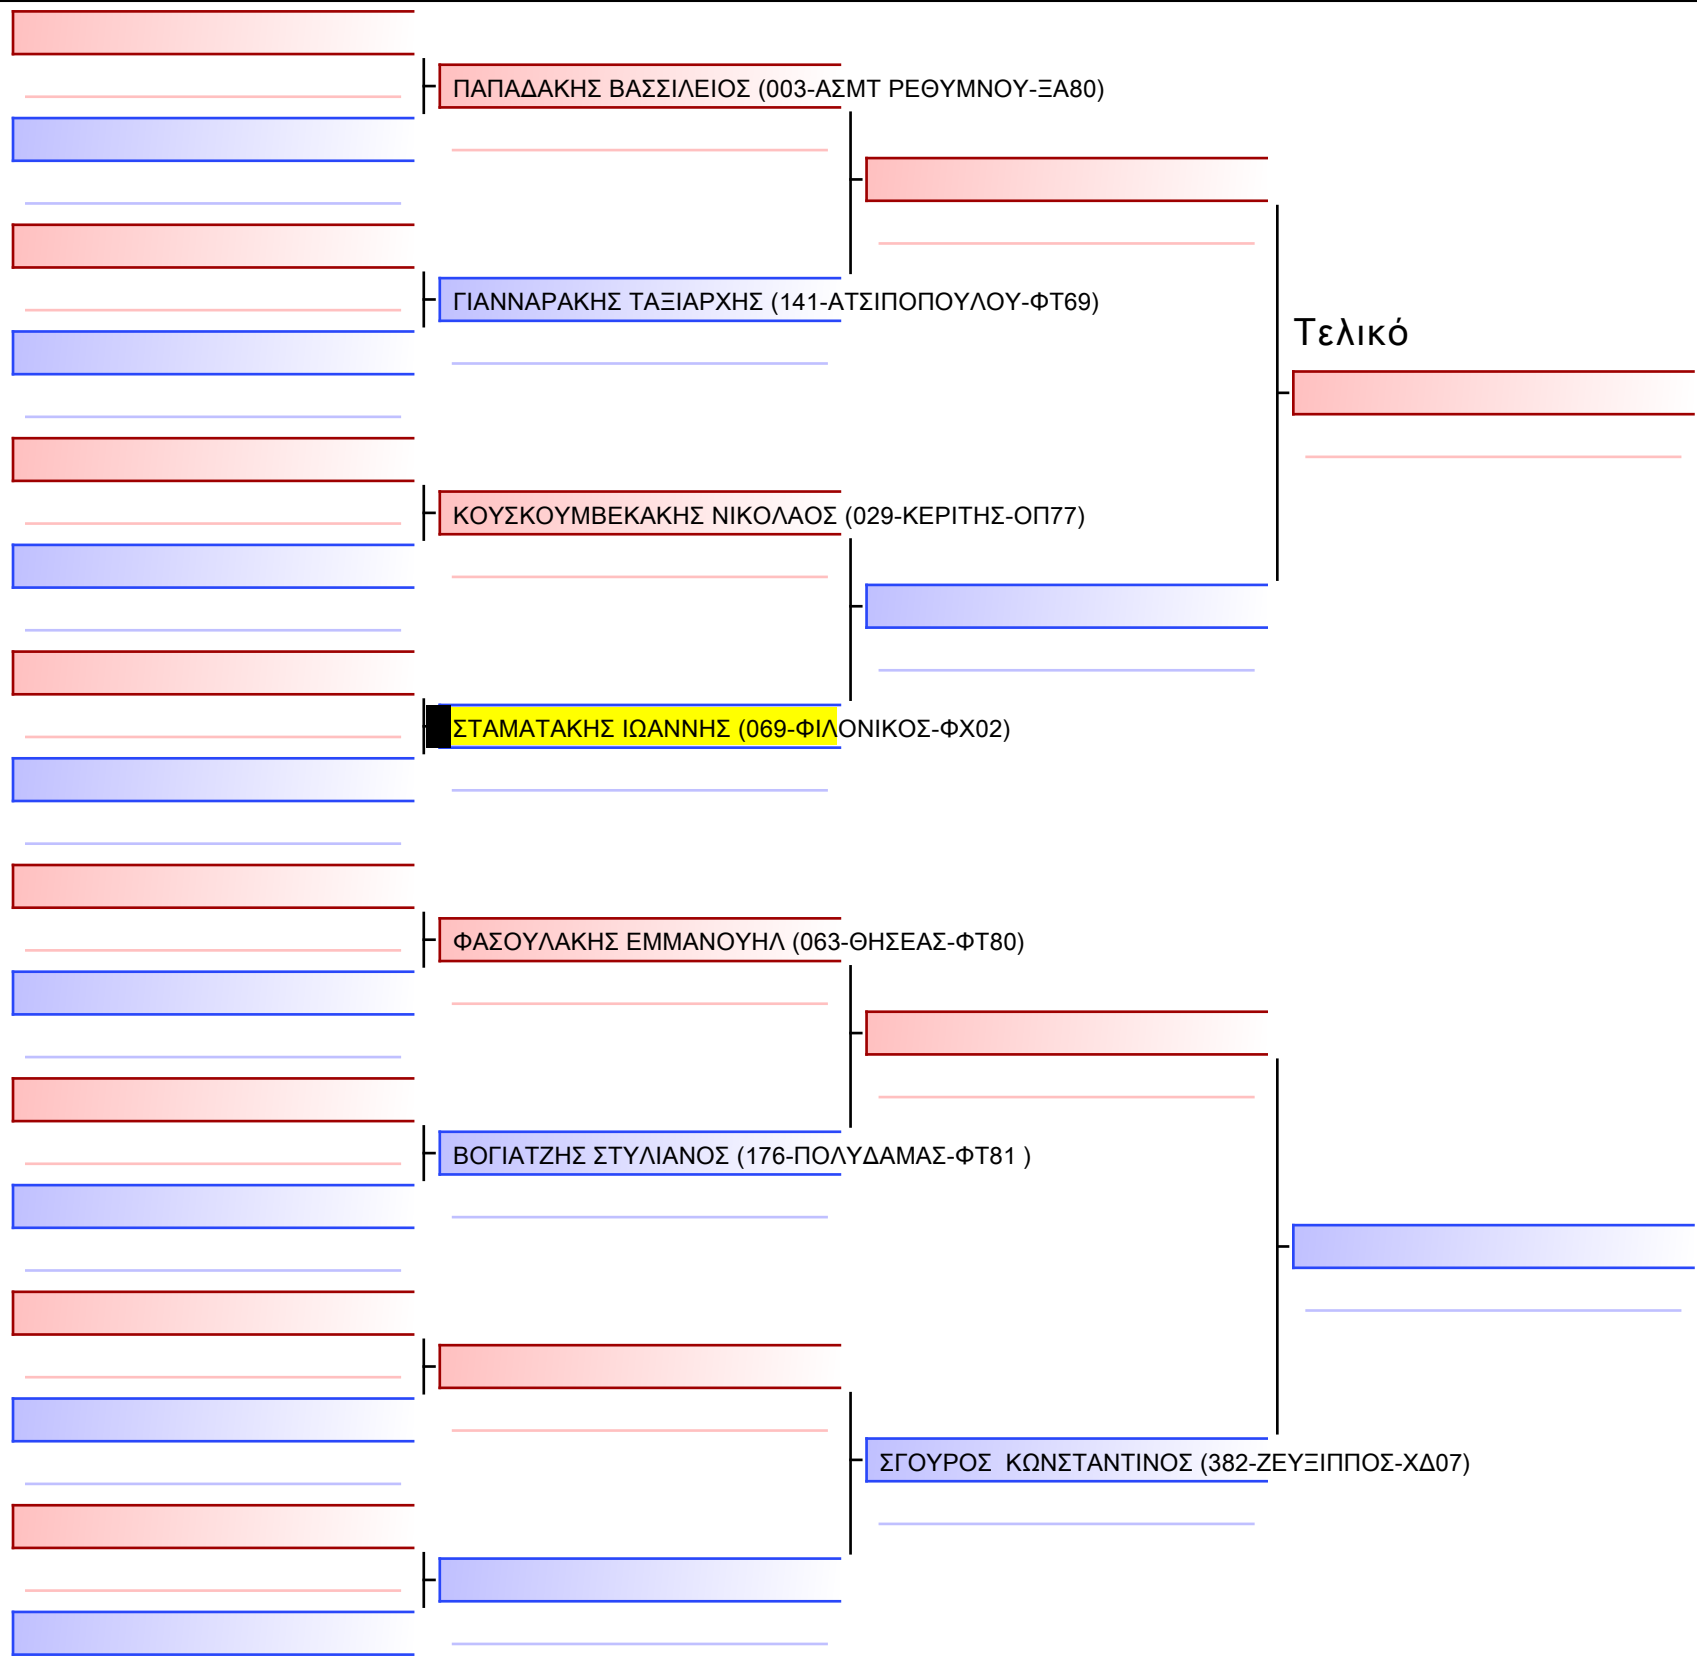 ΠΑΠΑΔΑΚΗΣ ΒΑΣΣΙΛΕΙΟΣ (003-ΑΣΜΤ ΡΕΘΥΜΝΟΥ-ΞΑ80)
ΓΙΑΝΝΑΡΑΚΗΣ ΤΑΞΙΑΡΧΗΣ (141-ΑΤΣΙΠΟΠΟΥΛΟΥ-ΦΤ69)
Τελικό
ΚΟΥΣΚΟΥΜΒΕΚΑΚΗΣ ΝΙΚΟΛΑΟΣ (029-ΚΕΡΙΤΗΣ-ΟΠ77)
ΣΤΑΜΑΤΑΚΗΣ ΙΩΑΝΝΗΣ (069-ΦΙΛΟΝΙΚΟΣ-ΦΧ02)
ΦΑΣΟΥΛΑΚΗΣ ΕΜΜΑΝΟΥΗΛ (063-ΘΗΣΕΑΣ-ΦΤ80)
ΒΟΓΙΑΤΖΗΣ ΣΤΥΛΙΑΝΟΣ (176-ΠΟΛΥΔΑΜΑΣ-ΦΤ81 )
ΣΓΟΥΡΟΣ  ΚΩΝΣΤΑΝΤΙΝΟΣ (382-ΖΕΥΞΙΠΠΟΣ-ΧΔ07)